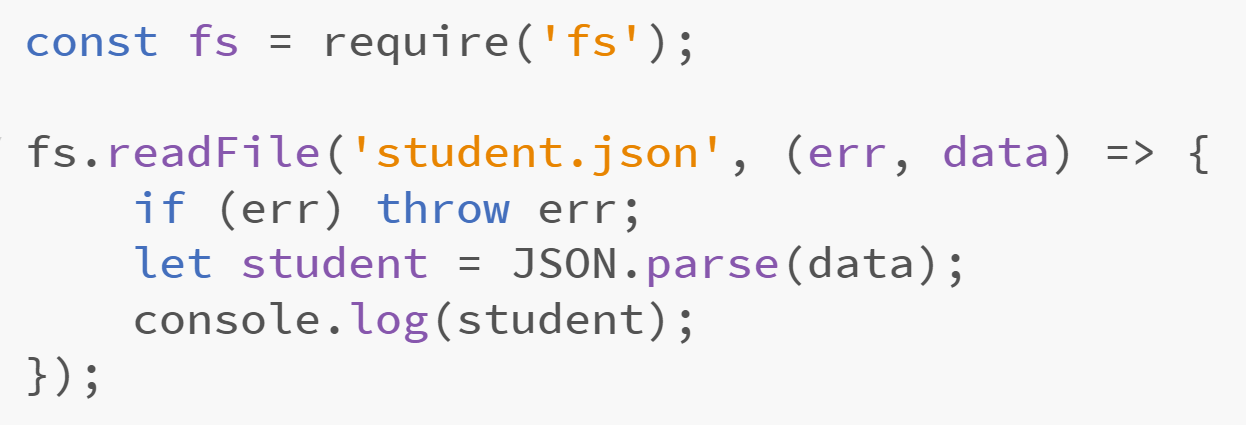 const fs = require('fs');
fs.readFile('student.json', (err, data) => {
    if (err) throw err;
    let student = JSON.parse(data);
    console.log(student);
});